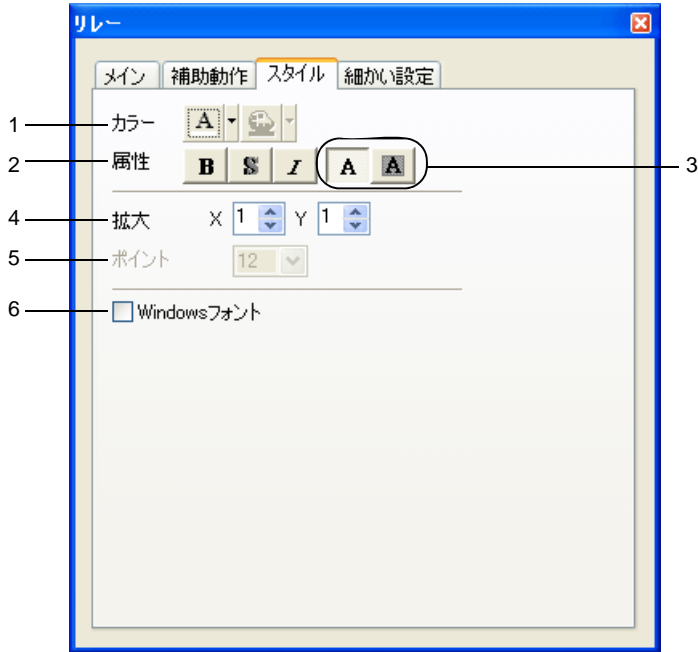 リレー
メイン 補助動作 スタイル 細かい設定
1 カラー A
2 属性 B S I A A 3
4 拡大 X 1 Y 1
5 ポイント 12
6 Windowsフォント